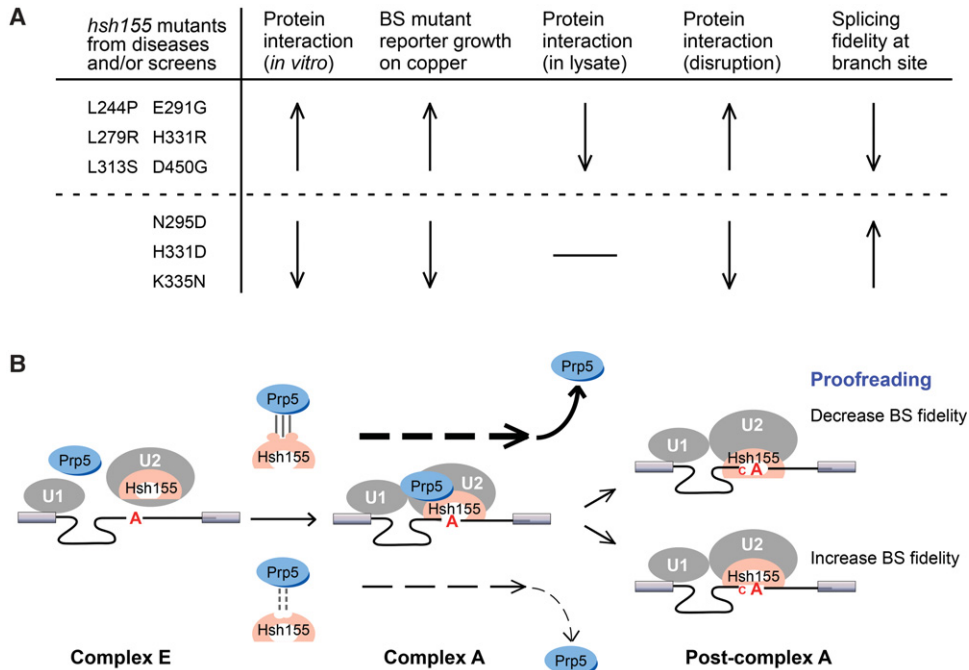 A
hsh155 mutants
from diseases
and/or screens
Protein
interaction
(in vitro)
BS mutant
reporter growth
on copper
Protein
interaction
(in lysate)
Protein
interaction
(disruption)
Splicing
fidelity at
branch site
L244P E291G
L279R H331R
L313S D450G
N295D
H331D
K335N
B
Prp5
U1
U2
Hsh155
A
Complex E
Prp5
Hsh155
Prp5
Hsh155
Prp5
U1
Prp5
U2
Hsh155
A
Complex A
Prp5
Proofreading
Decrease BS fidelity
U1
U2
Hsh155
c A
Increase BS fidelity
U1
U2
Hsh155
c A
Post-complex A